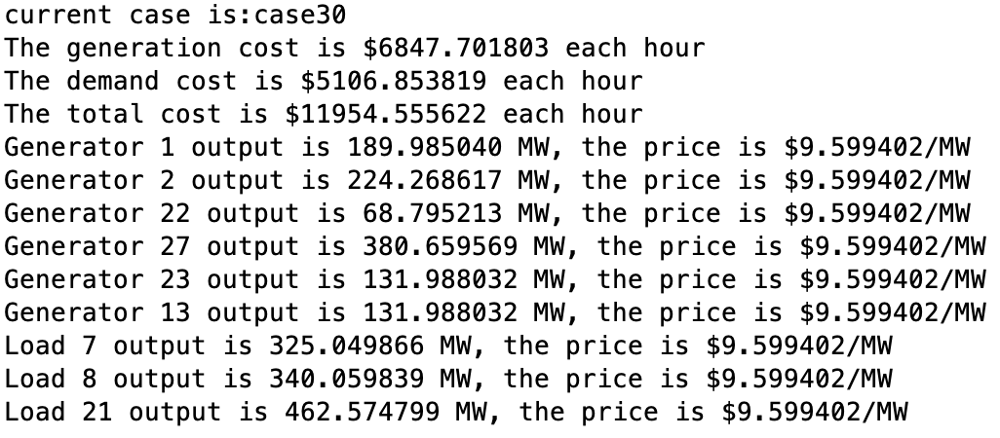 current case is:case30
The generation cost is $6847.701803 each hour
The demand cost is $5106.853819 each hour
The total cost is $11954.555622 each hour
Generator 1 output is 189.985040 MW, the price is $9.599402/MW
Generator 2 output is 224.268617 MW, the price is $9.599402/MW
Generator 22 output is 68.795213 MW, the price is $9.599402/MW
Generator 27 output is 380.659569 MW, the price is $9.599402/MW
Generator 23 output is 131.988032 MW, the price is $9.599402/MW
Generator 13 output is 131.988032 MW, the price is $9.599402/MW
Load 7 output is 325.049866 MW, the price is $9.599402/MW
Load 8 output is 340.059839 MW, the price is $9.599402/MW
Load 21 output is 462.574799 MW, the price is $9.599402/MW